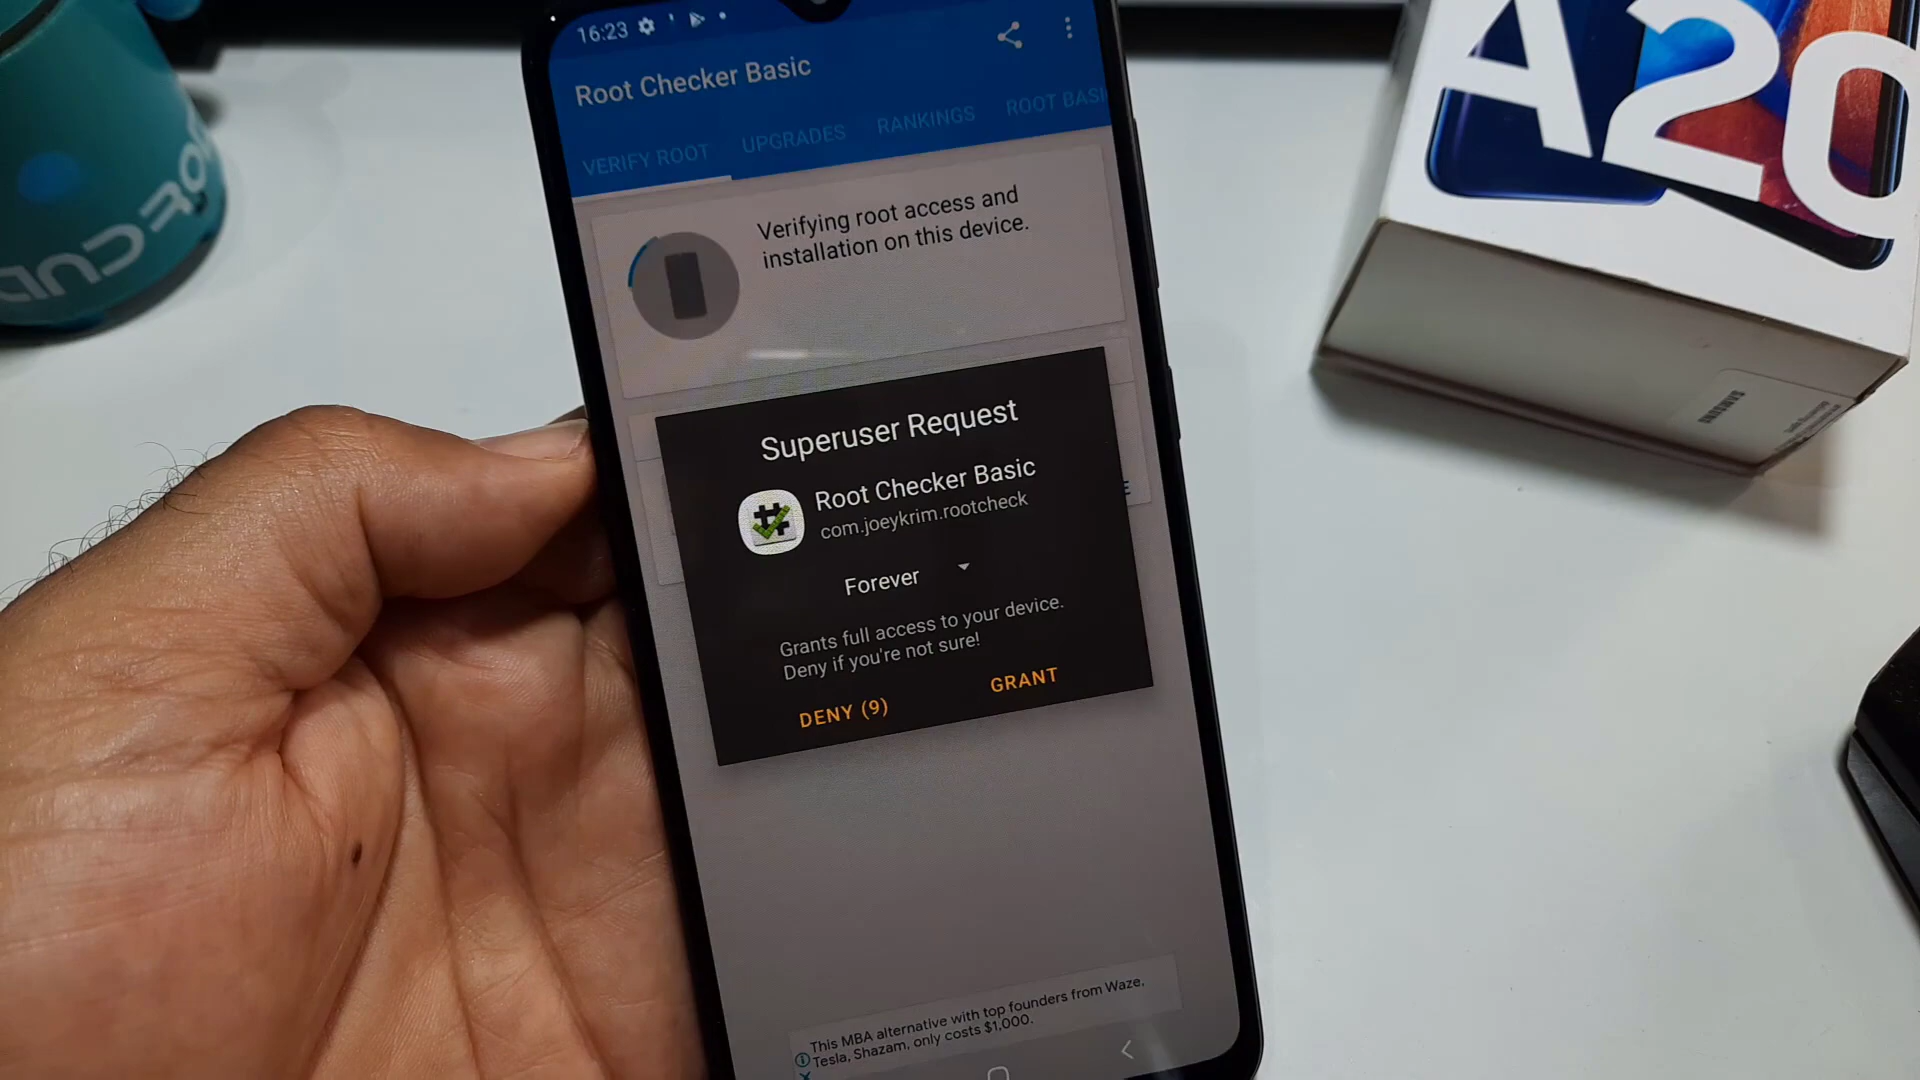 16:23
Root Checker Basic
VERIFY ROOT
UPGRADES
RANKINGS
ROOT BASI
Verifying root access and
installation on this device.
Superuser Request
Root Checker Basic
com.joeykrim.rootcheck
Forever
Grants full access to your device.
Deny if you're not sure!
DENY (9)
GRANT
E
This MBA alternative with top founders from Waze,
Tesla, Shazam, only costs $1,000.
A20
SAMSUNG
ANDRO